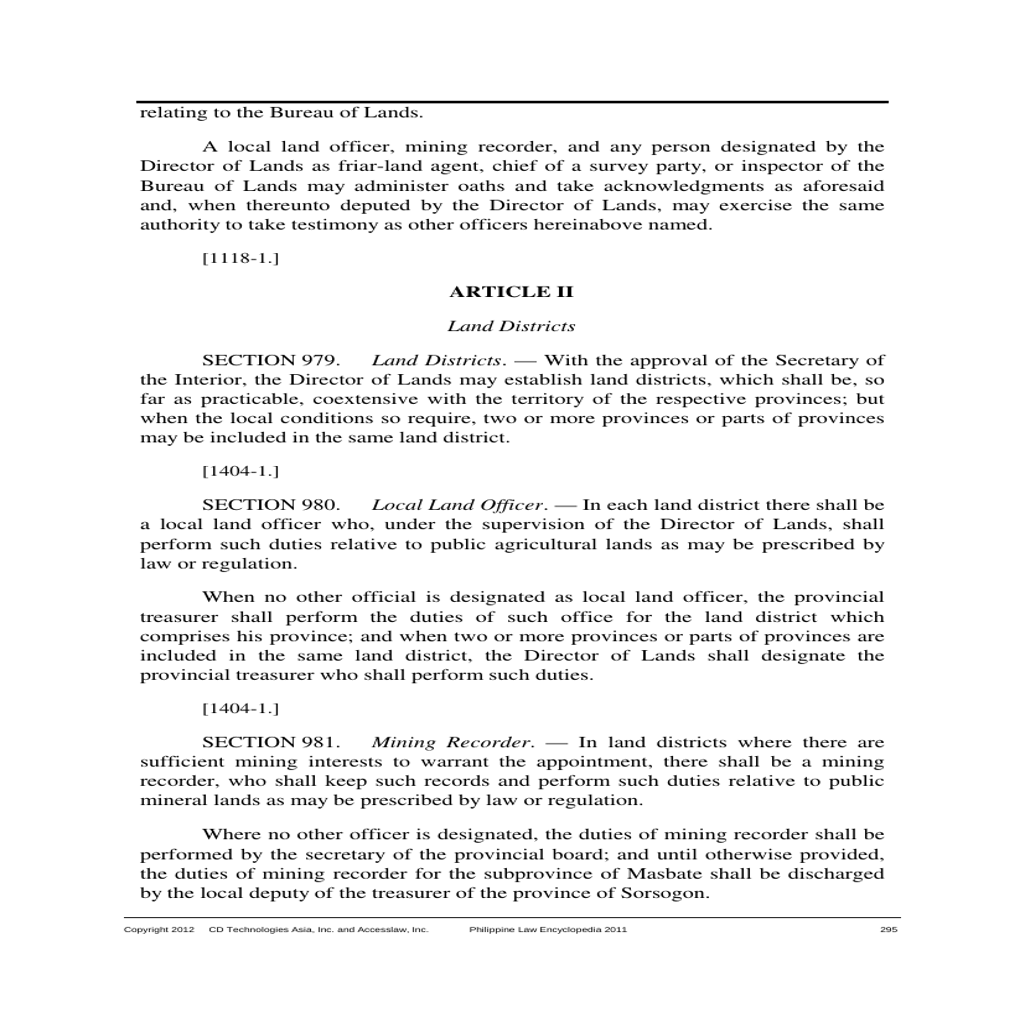 relating to the Bureau of Lands.
A local land officer, mining recorder, and any person designated by the
Director of Lands as friar-land agent, chief of a survey party, or inspector of the
Bureau of Lands may administer oaths and take acknowledgments as aforesaid
and, when thereunto deputed by the Director of Lands, may exercise the same
authority to take testimony as other officers hereinabove named.
[1118-1.]
ARTICLE II
Land Districts
SECTION 979. Land Districts. — With the approval of the Secretary of
the Interior, the Director of Lands may establish land districts, which shall be, so
far as practicable, coextensive with the territory of the respective provinces; but
when the local conditions so require, two or more provinces or parts of provinces
may be included in the same land district.
[1404-1.]
SECTION 980. Local Land Officer. — In each land district there shall be
a local land officer who, under the supervision of the Director of Lands, shall
perform such duties relative to public agricultural lands as may be prescribed by
law or regulation.
When no other official is designated as local land officer, the provincial
treasurer shall perform the duties of such office for the land district which
comprises his province; and when two or more provinces or parts of provinces are
included in the same land district, the Director of Lands shall designate the
provincial treasurer who shall perform such duties.
[1404-1.]
SECTION 981. Mining Recorder. — In land districts where there are
sufficient mining interests to warrant the appointment, there shall be a mining
recorder, who shall keep such records and perform such duties relative to public
mineral lands as may be prescribed by law or regulation.
Where no other officer is designated, the duties of mining recorder shall be
performed by the secretary of the provincial board; and until otherwise provided,
the duties of mining recorder for the subprovince of Masbate shall be discharged
by the local deputy of the treasurer of the province of Sorsogon.
Copyright 2012 CD Technologies Asia, Inc. and Accesslaw, Inc. Philippine Law Encyclopedia 2011 295